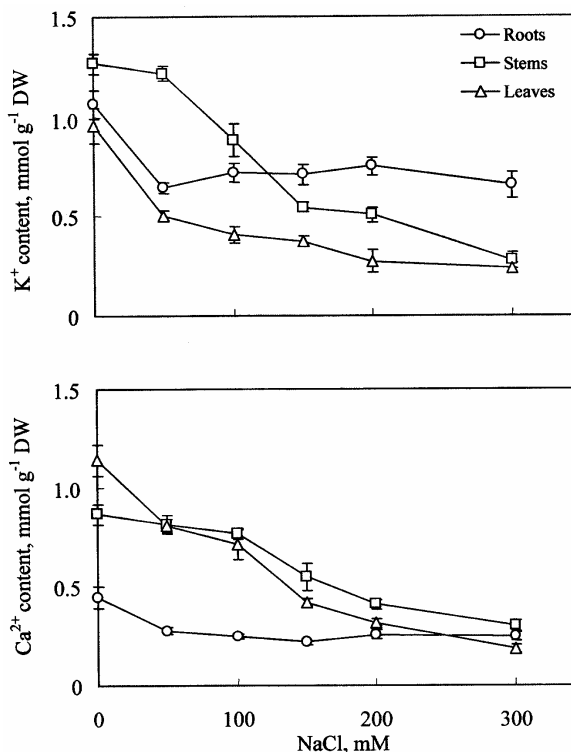 1.5
1.0
0.5
0
K⁺ content, mmol g⁻¹ DW
Roots
Stems
Leaves
1.5
1.0
0.5
0
Ca²⁺ content, mmol g⁻¹ DW
0 100 200 300
NaCl, mM